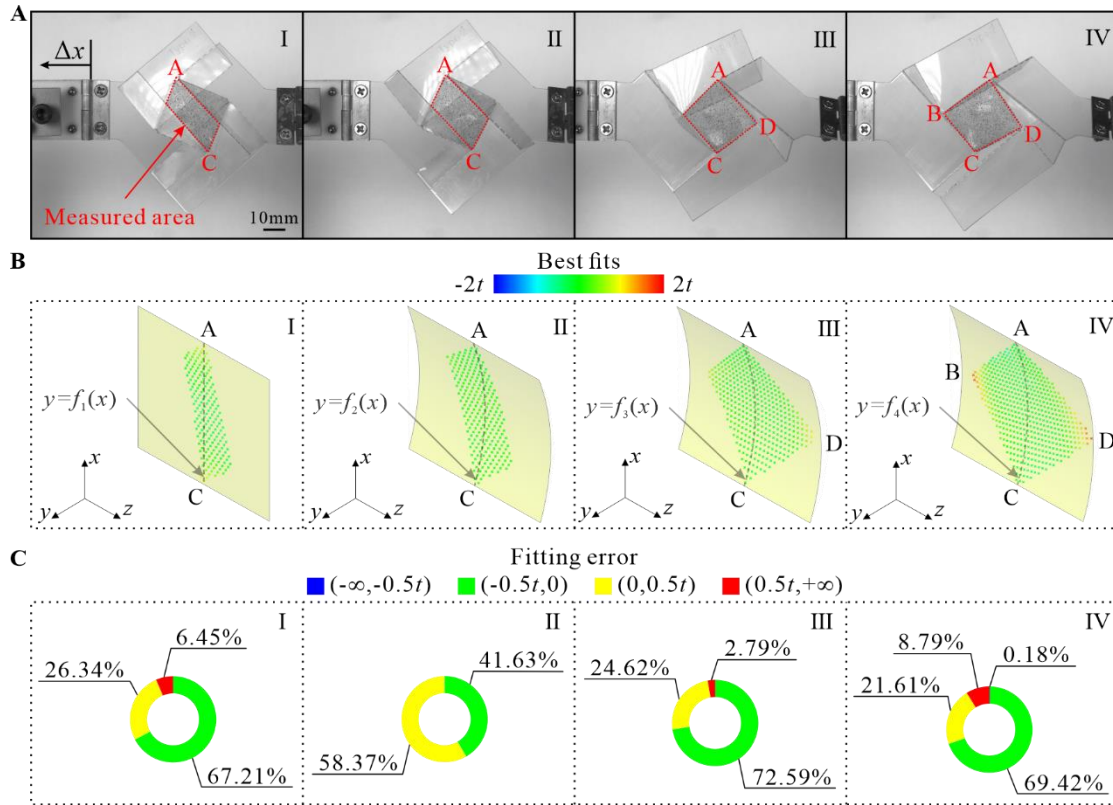 A
Δx
I
II
III
IV
A
C
A
C
A
D
C
A
B
D
C
Measured area
10mm
B
Best fits
-2t
2t
I
II
III
IV
A
A
A
A
B
y=f₁(x)
y=f₂(x)
y=f₃(x)
y=f₄(x)
D
D
C
C
C
C
x
x
x
x
y
z
y
z
y
z
y
z
C
Fitting error
(-∞,-0.5t)
(-0.5t,0)
(0,0.5t)
(0.5t,+∞)
I
II
III
IV
6.45%
26.34%
67.21%
41.63%
58.37%
2.79%
24.62%
72.59%
8.79%
0.18%
21.61%
69.42%